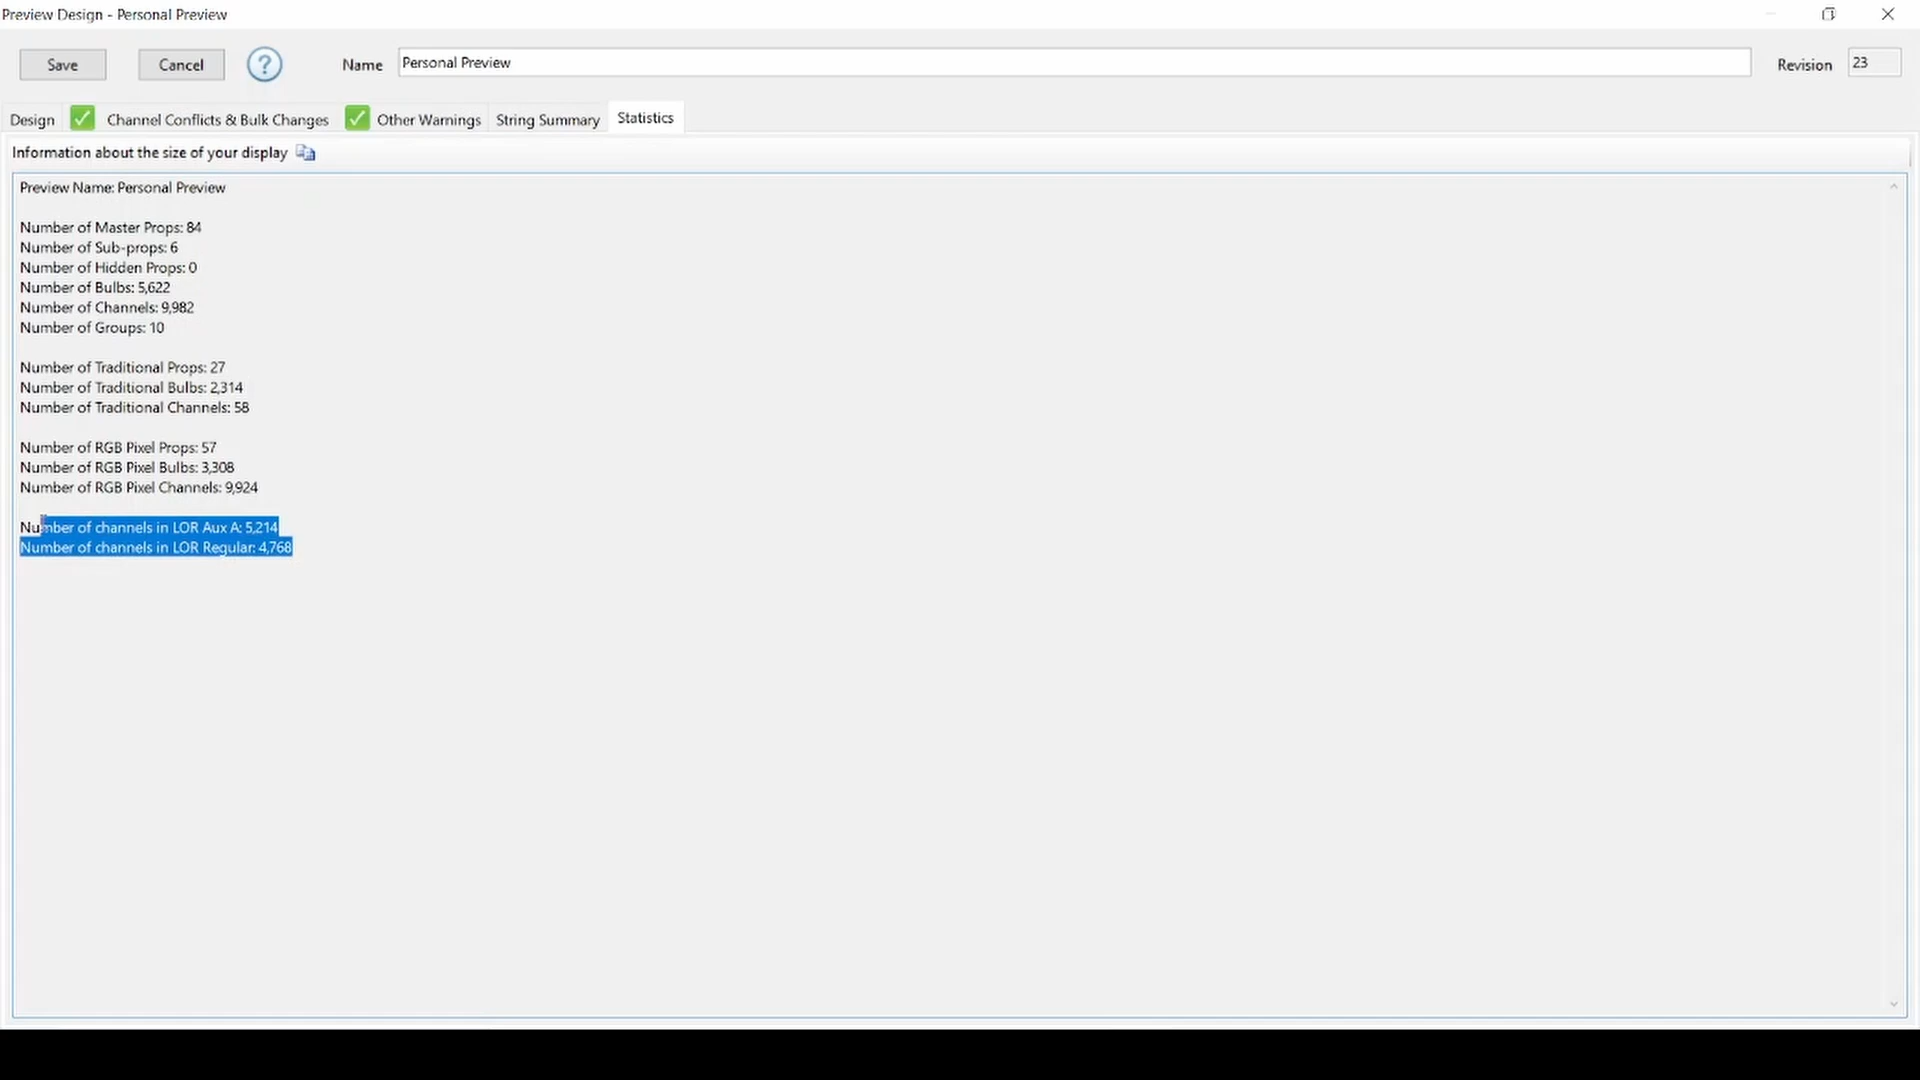 Preview Design - Personal Preview
Save Cancel ? Name Personal Preview Revision 23
Design Channel Conflicts & Bulk Changes Other Warnings String Summary Statistics
Information about the size of your display
Preview Name: Personal Preview
Number of Master Props: 84
Number of Sub-props: 6
Number of Hidden Props: 0
Number of Bulbs: 5,622
Number of Channels: 9,982
Number of Groups: 10
Number of Traditional Props: 27
Number of Traditional Bulbs: 2,314
Number of Traditional Channels: 58
Number of RGB Pixel Props: 57
Number of RGB Pixel Bulbs: 3,308
Number of RGB Pixel Channels: 9,924
Number of channels in LOR Aux A: 5,214
Number of channels in LOR Regular: 4,768